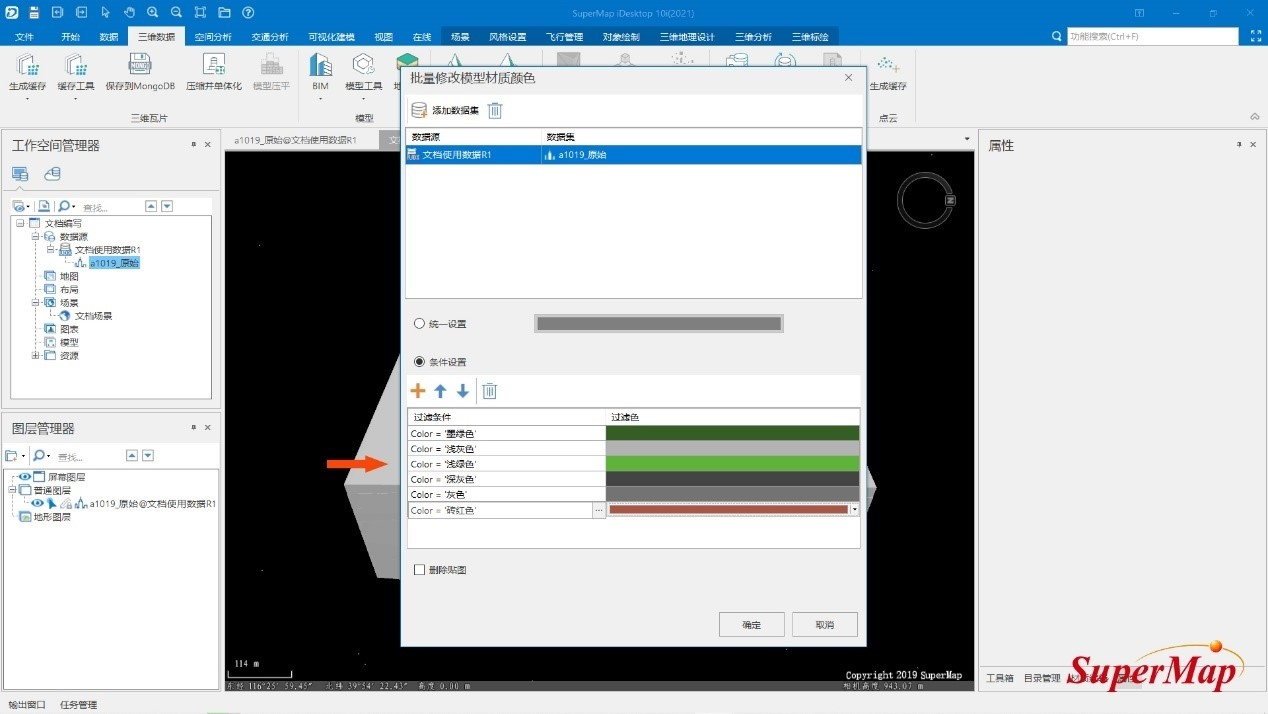 SuperMap iDesktop 10i(2021)
文件 开始 数据 三维数据 空间分析 交通分析 可视化建模 视图 在线 场景 风格设置 飞行管理 对象绘制 三维地理设计 三维分析 三维标绘
功能搜索(Ctrl+F)
生成缓存 缓存工具 保存到MongoDB 压缩并单体化 模型压平 BIM 模型工具 生成缓存
三维瓦片 模型 点云
批量修改模型材质颜色
添加数据集
数据源 数据集
文档使用数据R1 a1019_原始
统一设置
条件设置
过滤条件 过滤色
Color = '墨绿色'
Color = '浅灰色'
Color = '浅绿色'
Color = '深灰色'
Color = '灰色'
Color = '砖红色' ...
删除贴图
确定 取消
工作空间管理器
查找...
文档编写
数据源
文档使用数据R1
a1019_原始
地图
布局
场景
文档场景
图表
模型
资源
图层管理器
查找...
屏幕图层
普通图层
a1019_原始@文档使用数据R1
地形图层
a1019_原始@文档使用数据R1
N
114 m
东经 116°25′59.45″ 北纬 39°54′22.43″ 高度 0.00 m
Copyright 2019 SuperMap
相机高度 943.07 m
属性
工具箱 目录管理
SuperMap
输出窗口 任务管理